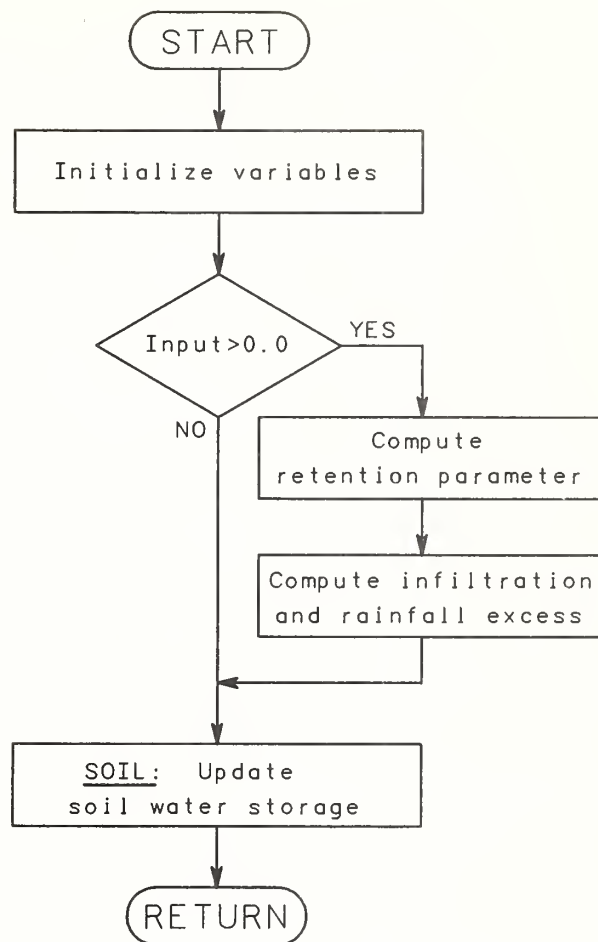 START
Initialize variables
Input>0.0
YES
NO
Compute
retention parameter
Compute infiltration
and rainfall excess
SOIL: Update
soil water storage
RETURN